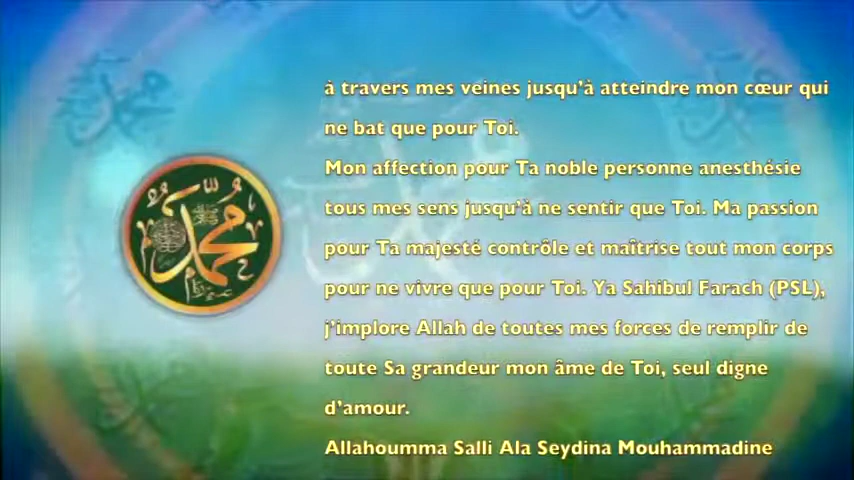 à travers mes veines jusqu'à atteindre mon cœur qui
ne bat que pour Toi.
Mon affection pour Ta noble personne anesthésie
tous mes sens jusqu'à ne sentir que Toi. Ma passion
pour Ta majesté contrôle et maîtrise tout mon corps
pour ne vivre que pour Toi. Ya Sahibul Farach (PSL),
j'implore Allah de toutes mes forces de remplir de
toute Sa grandeur mon âme de Toi, seul digne
d'amour.
Allahoumma Salli Ala Seydina Mouhammadine
محمد